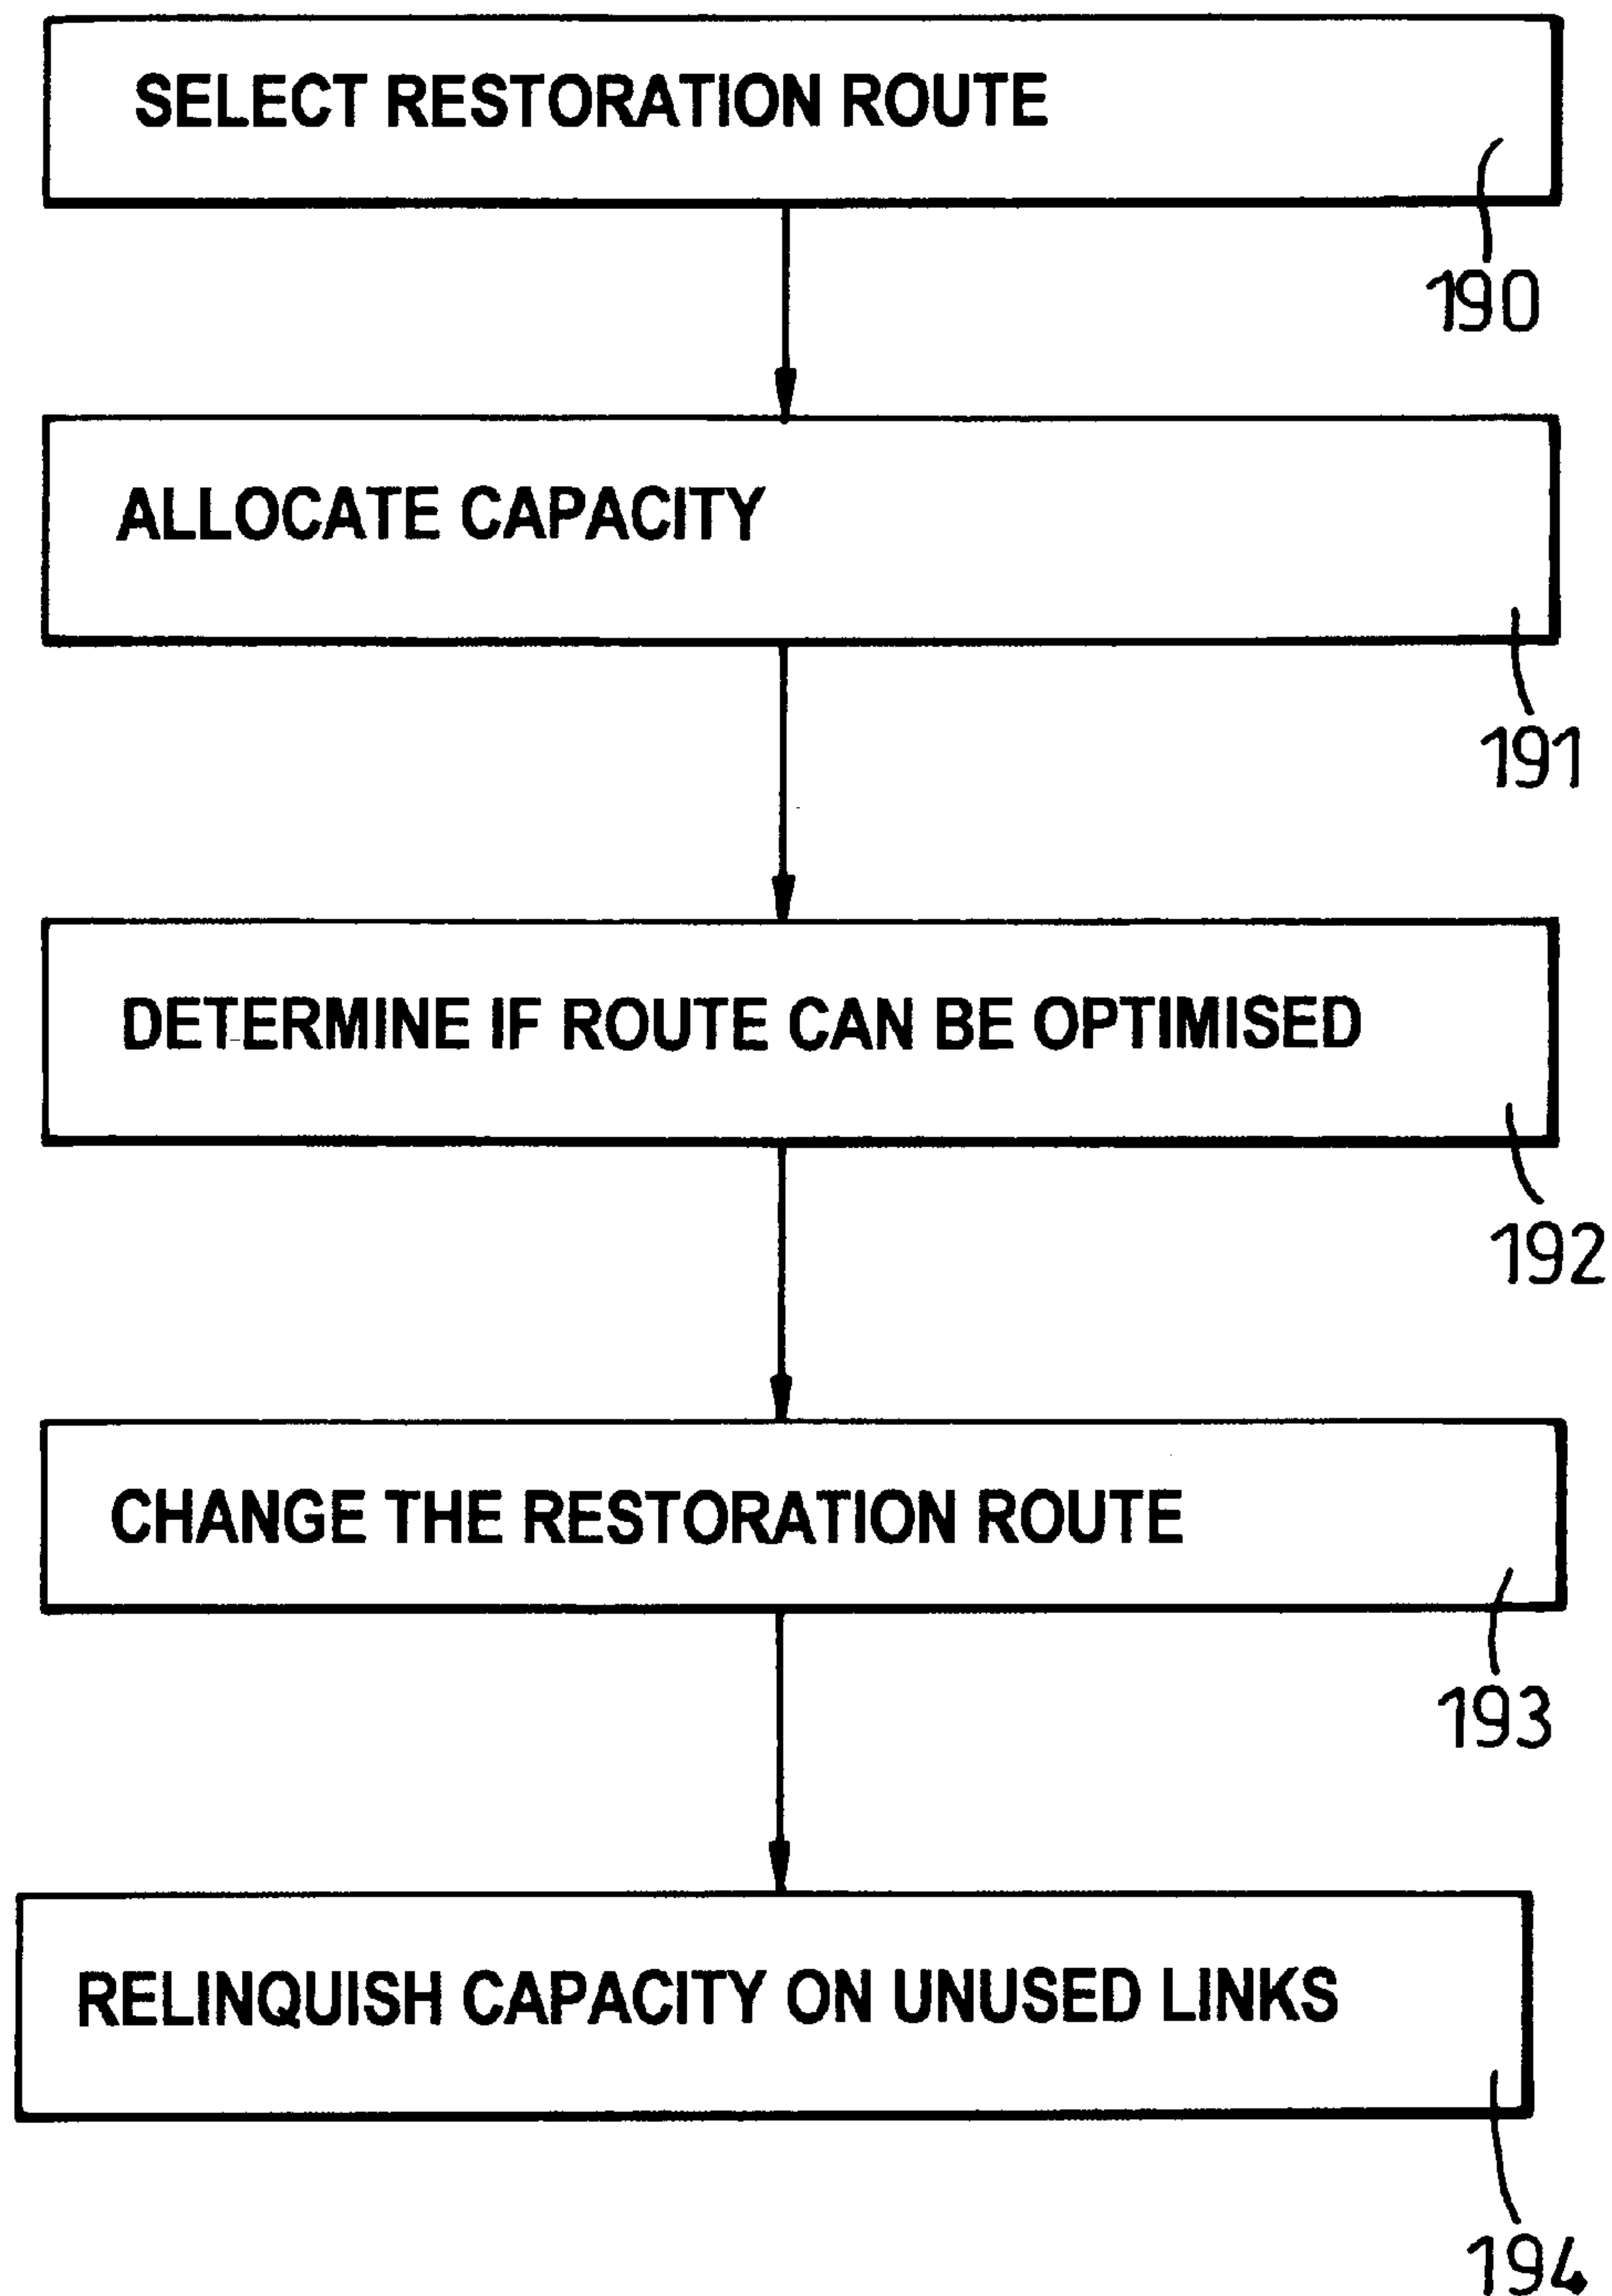 SELECT RESTORATION ROUTE
190
ALLOCATE CAPACITY
191
DETERMINE IF ROUTE CAN BE OPTIMISED
192
CHANGE THE RESTORATION ROUTE
193
RELINQUISH CAPACITY ON UNUSED LINKS
194